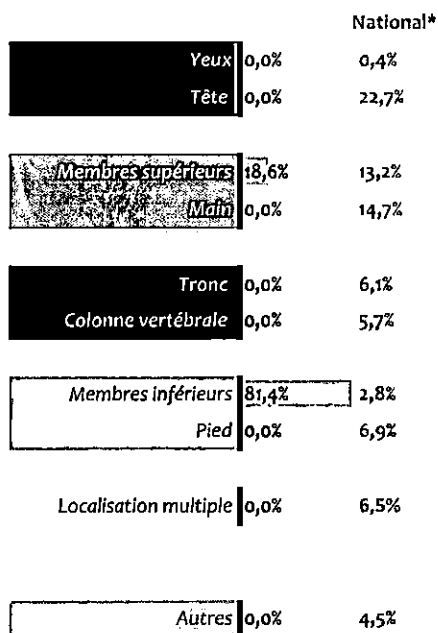 National*
Yeux 0,0% 0,4%
Tête 0,0% 22,7%
Membres supérieurs 18,6% 13,2%
Main 0,0% 14,7%
Tronc 0,0% 6,1%
Colonne vertébrale 0,0% 5,7%
Membres inférieurs 81,4% 2,8%
Pied 0,0% 6,9%
Localisation multiple 0,0% 6,5%
Autres 0,0% 4,5%